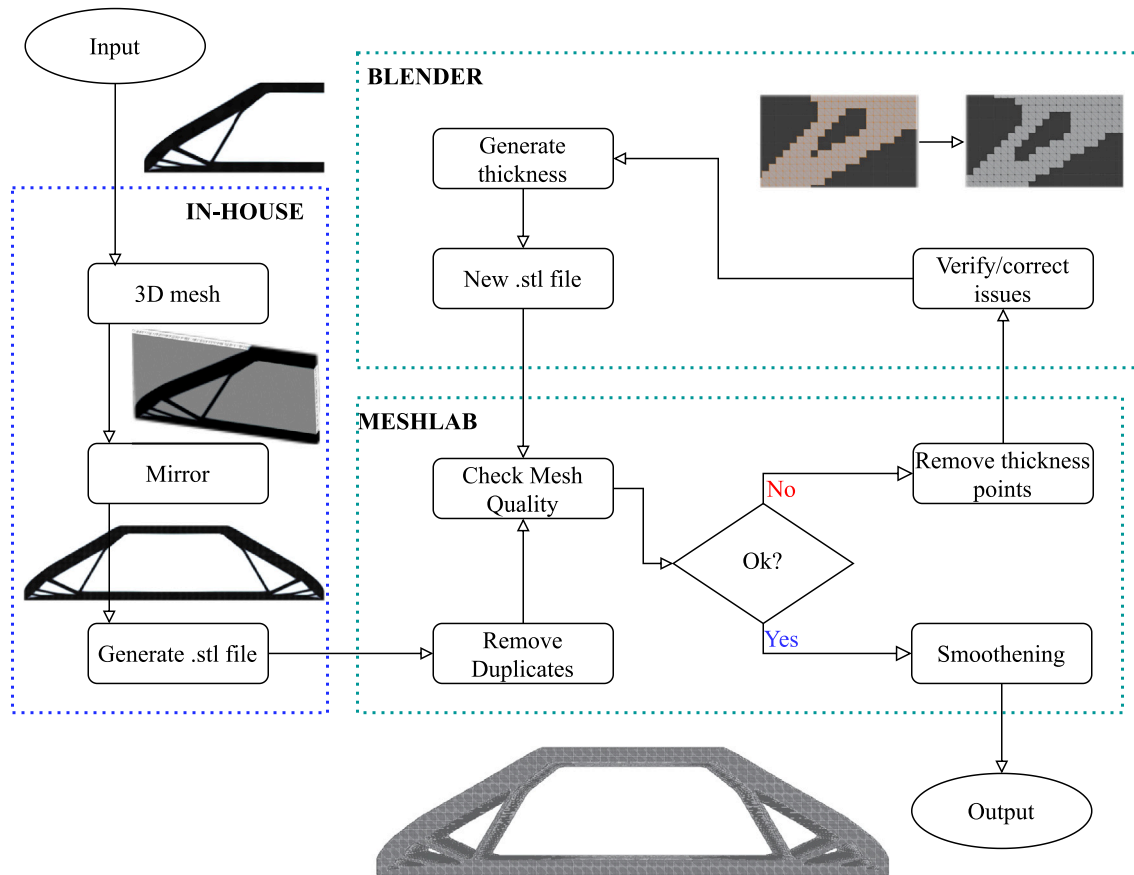 Input
IN-HOUSE
3D mesh
Mirror
Generate .stl file
BLENDER
Generate
thickness
New .stl file
Verify/correct
issues
MESHLAB
Check Mesh
Quality
Remove
Duplicates
Ok?
No
Yes
Remove thickness
points
Smoothening
Output